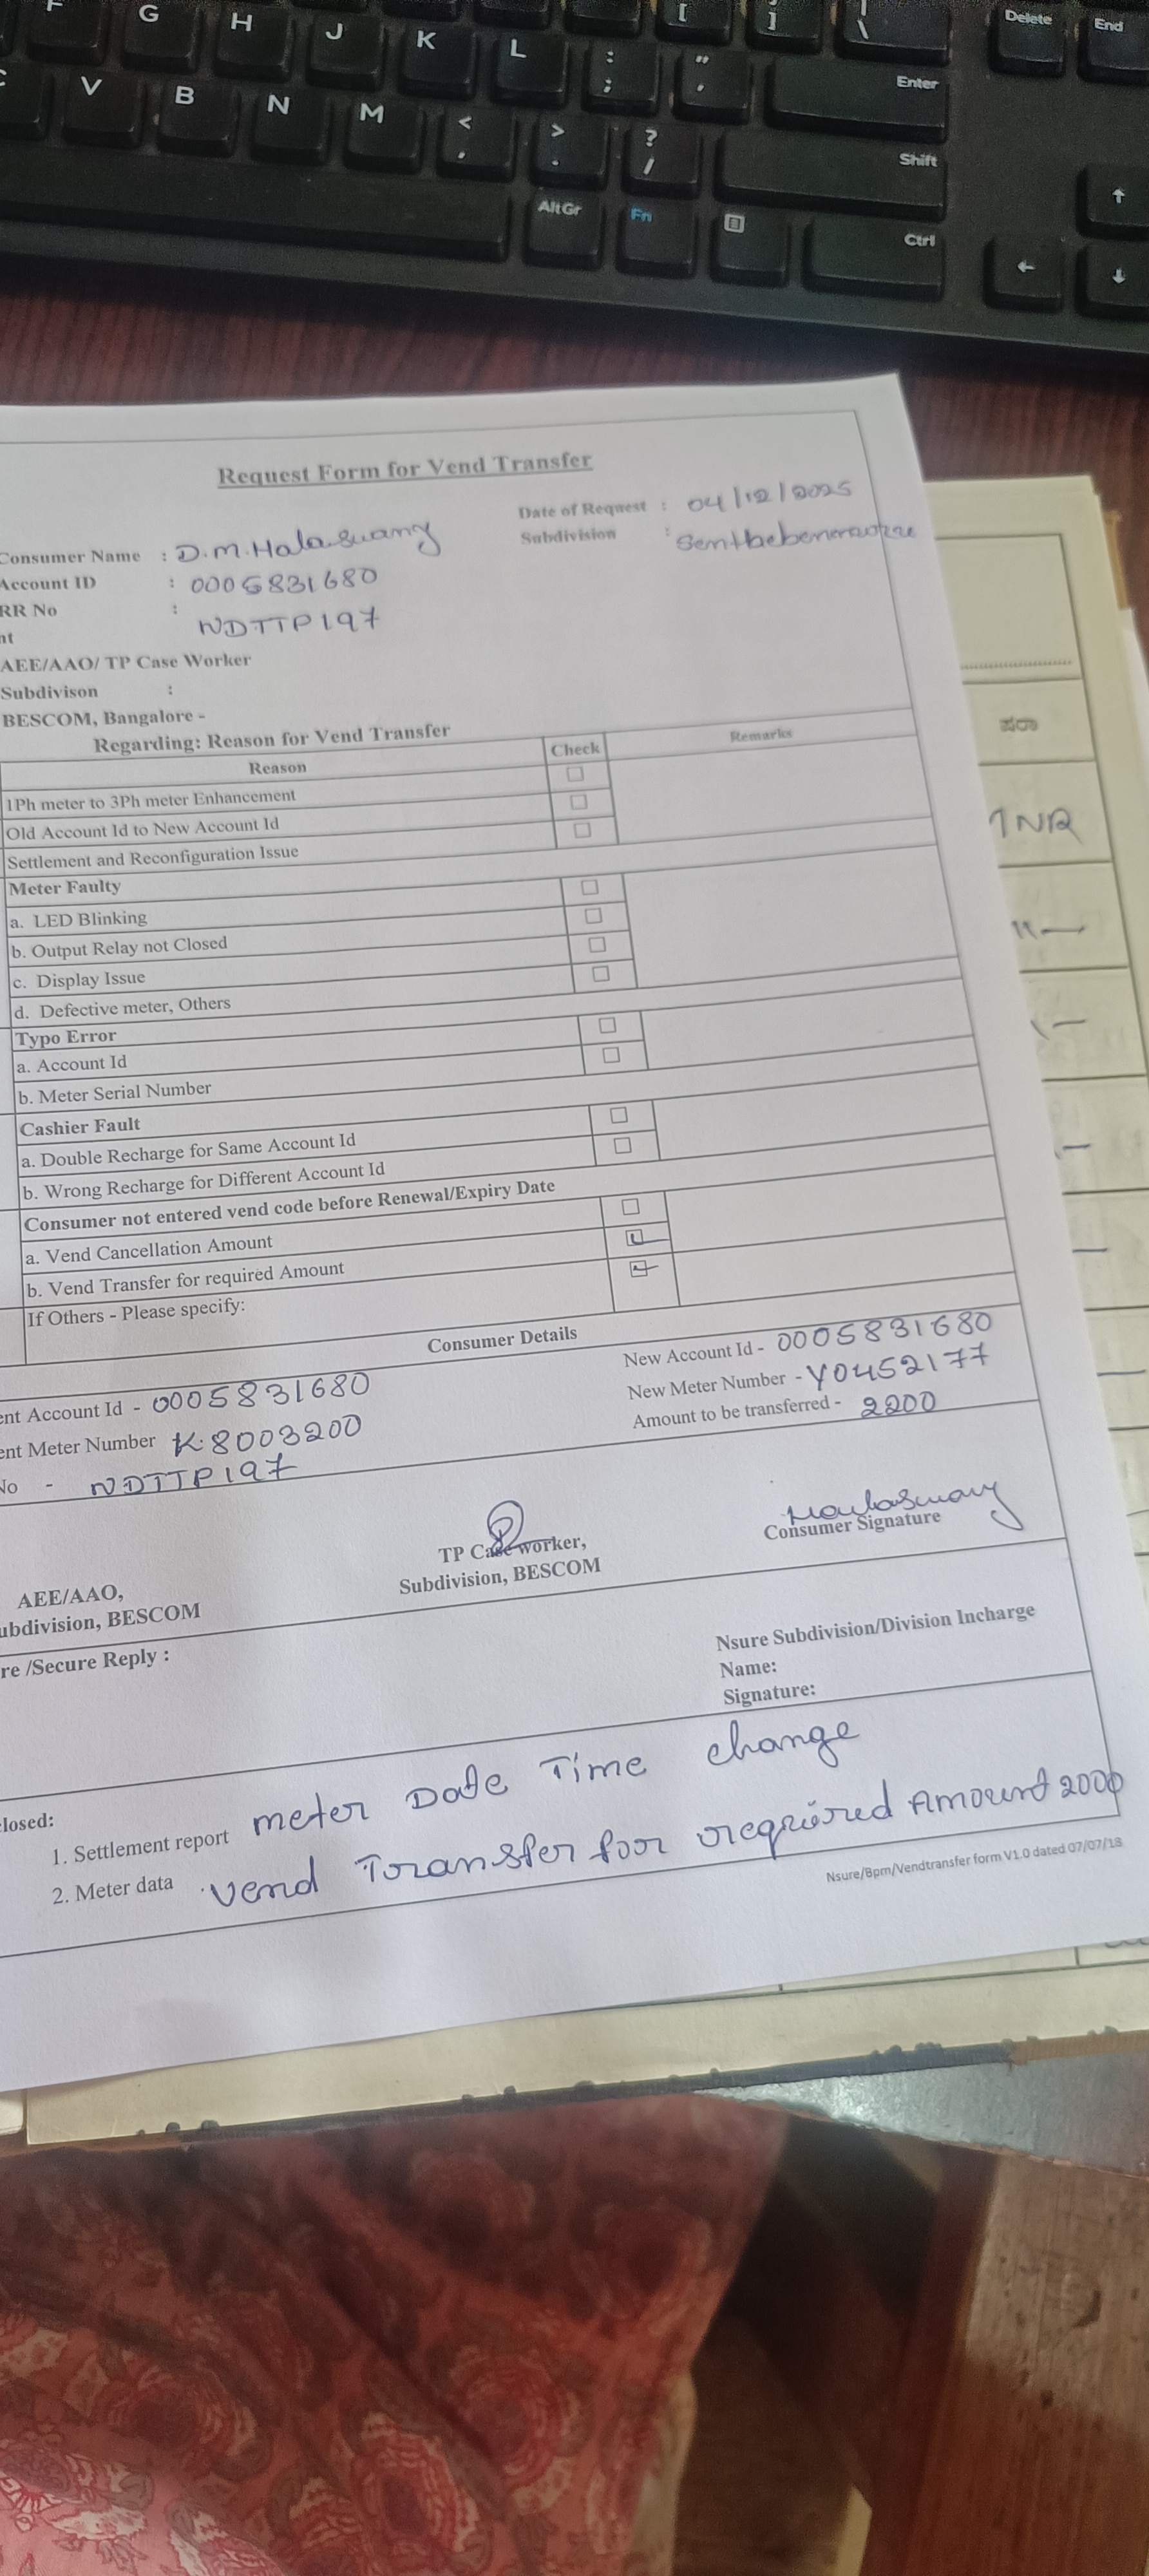 F G H J K L : ; " ' [ ] \ Enter Delete End
C V B N M < , > . ? / Shift
AltGr Fn Ctrl
Request Form for Vend Transfer
Date of Request : 04/12/2025
Consumer Name : D.M.Halaswamy
Subdivision :
Account ID : 0005831680
RR No :
NDTTP197
nt
AEE/AAO/ TP Case Worker
Subdivison :
BESCOM, Bangalore -
Regarding: Reason for Vend Transfer
Reason Check Remarks
1Ph meter to 3Ph meter Enhancement
Old Account Id to New Account Id
Settlement and Reconfiguration Issue
Meter Faulty
a. LED Blinking
b. Output Relay not Closed
c. Display Issue
d. Defective meter, Others
Typo Error
a. Account Id
b. Meter Serial Number
Cashier Fault
a. Double Recharge for Same Account Id
b. Wrong Recharge for Different Account Id
Consumer not entered vend code before Renewal/Expiry Date
a. Vend Cancellation Amount
b. Vend Transfer for required Amount
If Others - Please specify:
Consumer Details
ent Account Id - 0005831680 New Account Id - 0005831680
ent Meter Number K.8003200 New Meter Number - Y0452177
No - NDTTP197 Amount to be transferred - 2200
AEE/AAO, TP Case worker, Consumer Signature
ubdivision, BESCOM Subdivision, BESCOM
re /Secure Reply : Nsure Subdivision/Division Incharge
Name:
Signature:
losed:
1. Settlement report meter Date Time change
2. Meter data . Vend Transfer for required Amount 2000
Nsure/Bpm/Vendtransfer form V1.0 dated 07/07/18
INR